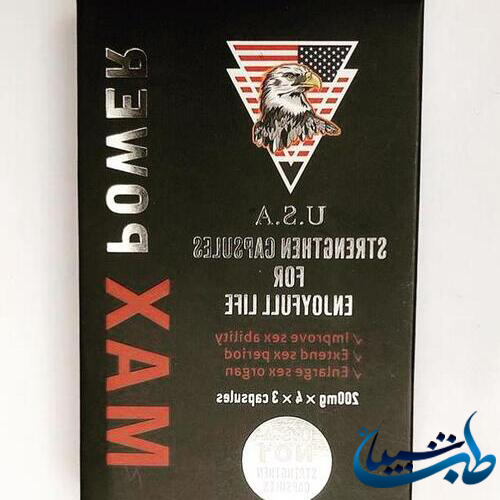 POWER
MAX
U.S.A
STRENGTHEN CAPSULES
FOR
ENJOYFULL LIFE
✓ Improve sex ability
✓ Extend sex period
✓ Enlarge sex organ
200mg × 4 × 3 capsules
NO1
STRENGTHEN
CAPSULES